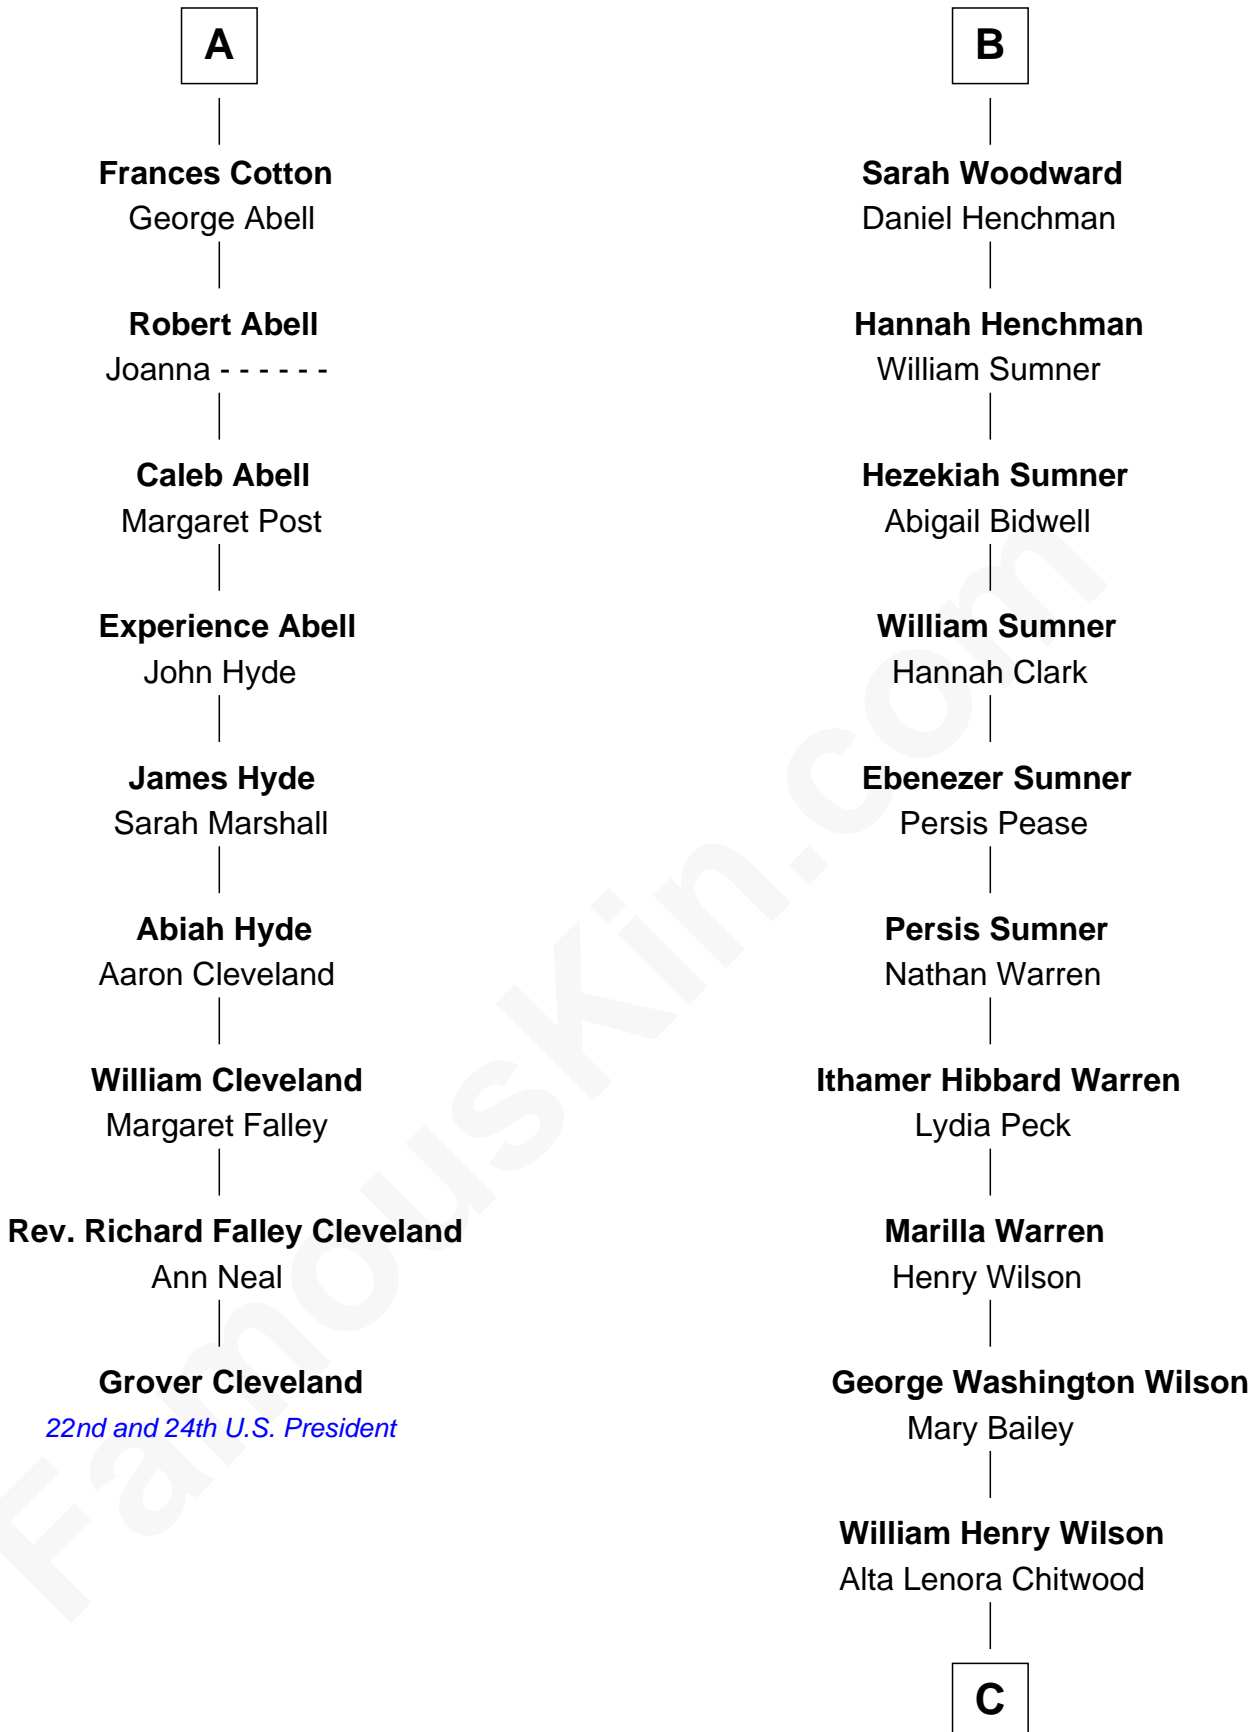 A
Frances Cotton
George Abell
Robert Abell
Joanna - - - - - -
Caleb Abell
Margaret Post
Experience Abell
John Hyde
James Hyde
Sarah Marshall
Abiah Hyde
Aaron Cleveland
William Cleveland
Margaret Falley
Rev. Richard Falley Cleveland
Ann Neal
Grover Cleveland
22nd and 24th U.S. President
B
Sarah Woodward
Daniel Henchman
Hannah Henchman
William Sumner
Hezekiah Sumner
Abigail Bidwell
William Sumner
Hannah Clark
Ebenezer Sumner
Persis Pease
Persis Sumner
Nathan Warren
Ithamer Hibbard Warren
Lydia Peck
Marilla Warren
Henry Wilson
George Washington Wilson
Mary Bailey
William Henry Wilson
Alta Lenora Chitwood
C
FamousKin.com